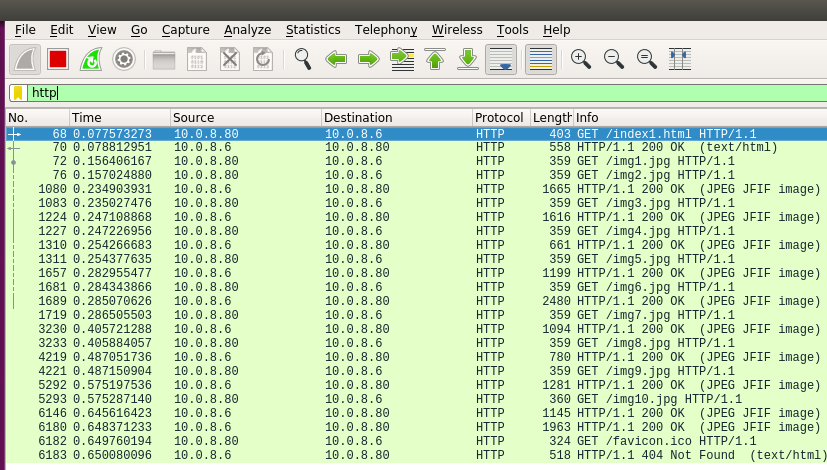 File Edit View Go Capture Analyze Statistics Telephony Wireless Tools Help
http
No. Time Source Destination Protocol Length Info
68 0.077573273 10.0.8.80 10.0.8.6 HTTP 403 GET /index1.html HTTP/1.1
70 0.078812951 10.0.8.6 10.0.8.80 HTTP 558 HTTP/1.1 200 OK (text/html)
72 0.156406167 10.0.8.80 10.0.8.6 HTTP 359 GET /img1.jpg HTTP/1.1
76 0.157024880 10.0.8.80 10.0.8.6 HTTP 359 GET /img2.jpg HTTP/1.1
1080 0.234903931 10.0.8.6 10.0.8.80 HTTP 1665 HTTP/1.1 200 OK (JPEG JFIF image)
1083 0.235027476 10.0.8.80 10.0.8.6 HTTP 359 GET /img3.jpg HTTP/1.1
1224 0.247108868 10.0.8.6 10.0.8.80 HTTP 1616 HTTP/1.1 200 OK (JPEG JFIF image)
1227 0.247226956 10.0.8.80 10.0.8.6 HTTP 359 GET /img4.jpg HTTP/1.1
1310 0.254266683 10.0.8.6 10.0.8.80 HTTP 661 HTTP/1.1 200 OK (JPEG JFIF image)
1311 0.254377635 10.0.8.80 10.0.8.6 HTTP 359 GET /img5.jpg HTTP/1.1
1657 0.282955477 10.0.8.6 10.0.8.80 HTTP 1199 HTTP/1.1 200 OK (JPEG JFIF image)
1681 0.284343866 10.0.8.80 10.0.8.6 HTTP 359 GET /img6.jpg HTTP/1.1
1689 0.285070626 10.0.8.6 10.0.8.80 HTTP 2480 HTTP/1.1 200 OK (JPEG JFIF image)
1719 0.286505503 10.0.8.80 10.0.8.6 HTTP 359 GET /img7.jpg HTTP/1.1
3230 0.405721288 10.0.8.6 10.0.8.80 HTTP 1094 HTTP/1.1 200 OK (JPEG JFIF image)
3233 0.405884057 10.0.8.80 10.0.8.6 HTTP 359 GET /img8.jpg HTTP/1.1
4219 0.487051736 10.0.8.6 10.0.8.80 HTTP 780 HTTP/1.1 200 OK (JPEG JFIF image)
4221 0.487150904 10.0.8.80 10.0.8.6 HTTP 359 GET /img9.jpg HTTP/1.1
5292 0.575197536 10.0.8.6 10.0.8.80 HTTP 1281 HTTP/1.1 200 OK (JPEG JFIF image)
5293 0.575287140 10.0.8.80 10.0.8.6 HTTP 360 GET /img10.jpg HTTP/1.1
6146 0.645616423 10.0.8.6 10.0.8.80 HTTP 1145 HTTP/1.1 200 OK (JPEG JFIF image)
6180 0.648371233 10.0.8.6 10.0.8.80 HTTP 1963 HTTP/1.1 200 OK (JPEG JFIF image)
6182 0.649760194 10.0.8.80 10.0.8.6 HTTP 324 GET /favicon.ico HTTP/1.1
6183 0.650080096 10.0.8.6 10.0.8.80 HTTP 518 HTTP/1.1 404 Not Found (text/html)